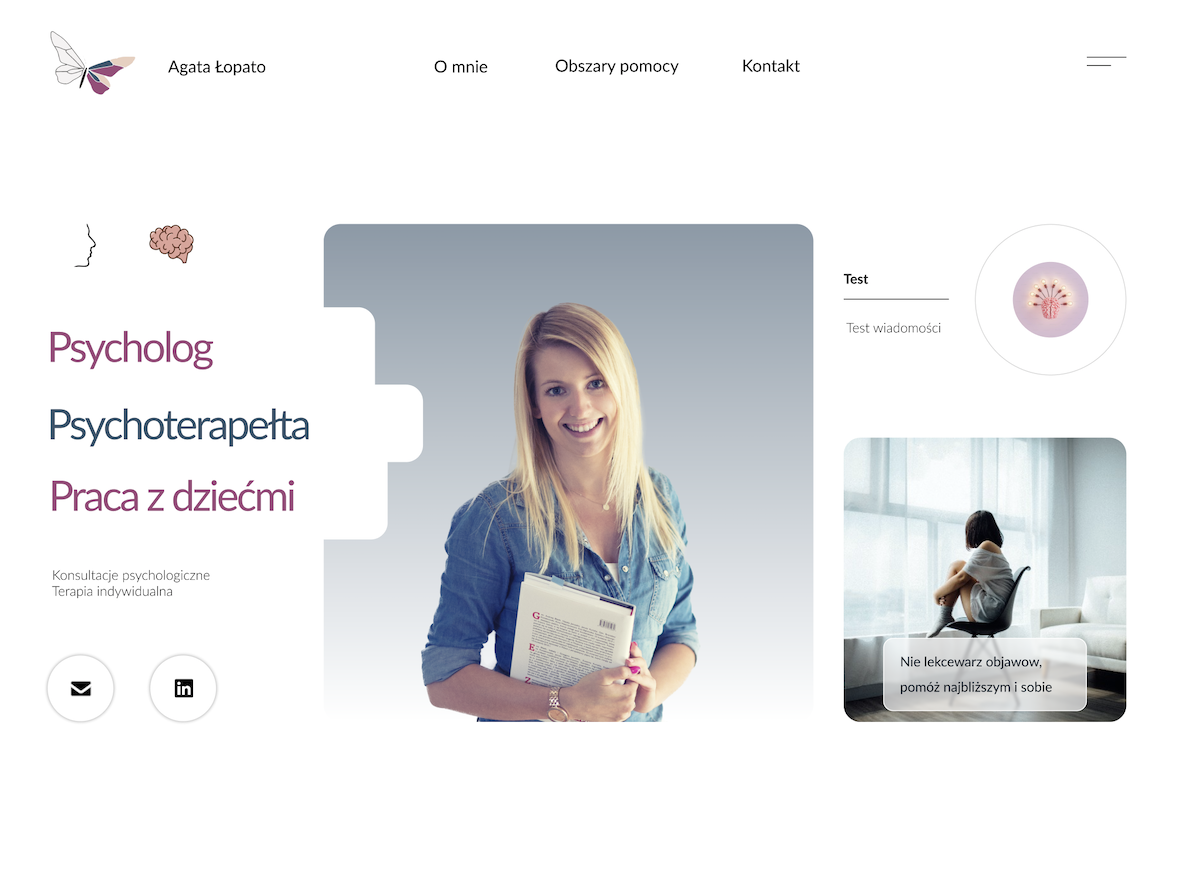 Agata Łopato
O mnie
Obszary pomocy
Kontakt
Psycholog
Psychoterapełta
Praca z dziećmi
Konsultacje psychologiczne
Terapia indywidualna
Test
Test wiadomości
Nie lekcewarz objawow,
pomóż najbliższym i sobie
in
G
E
Z